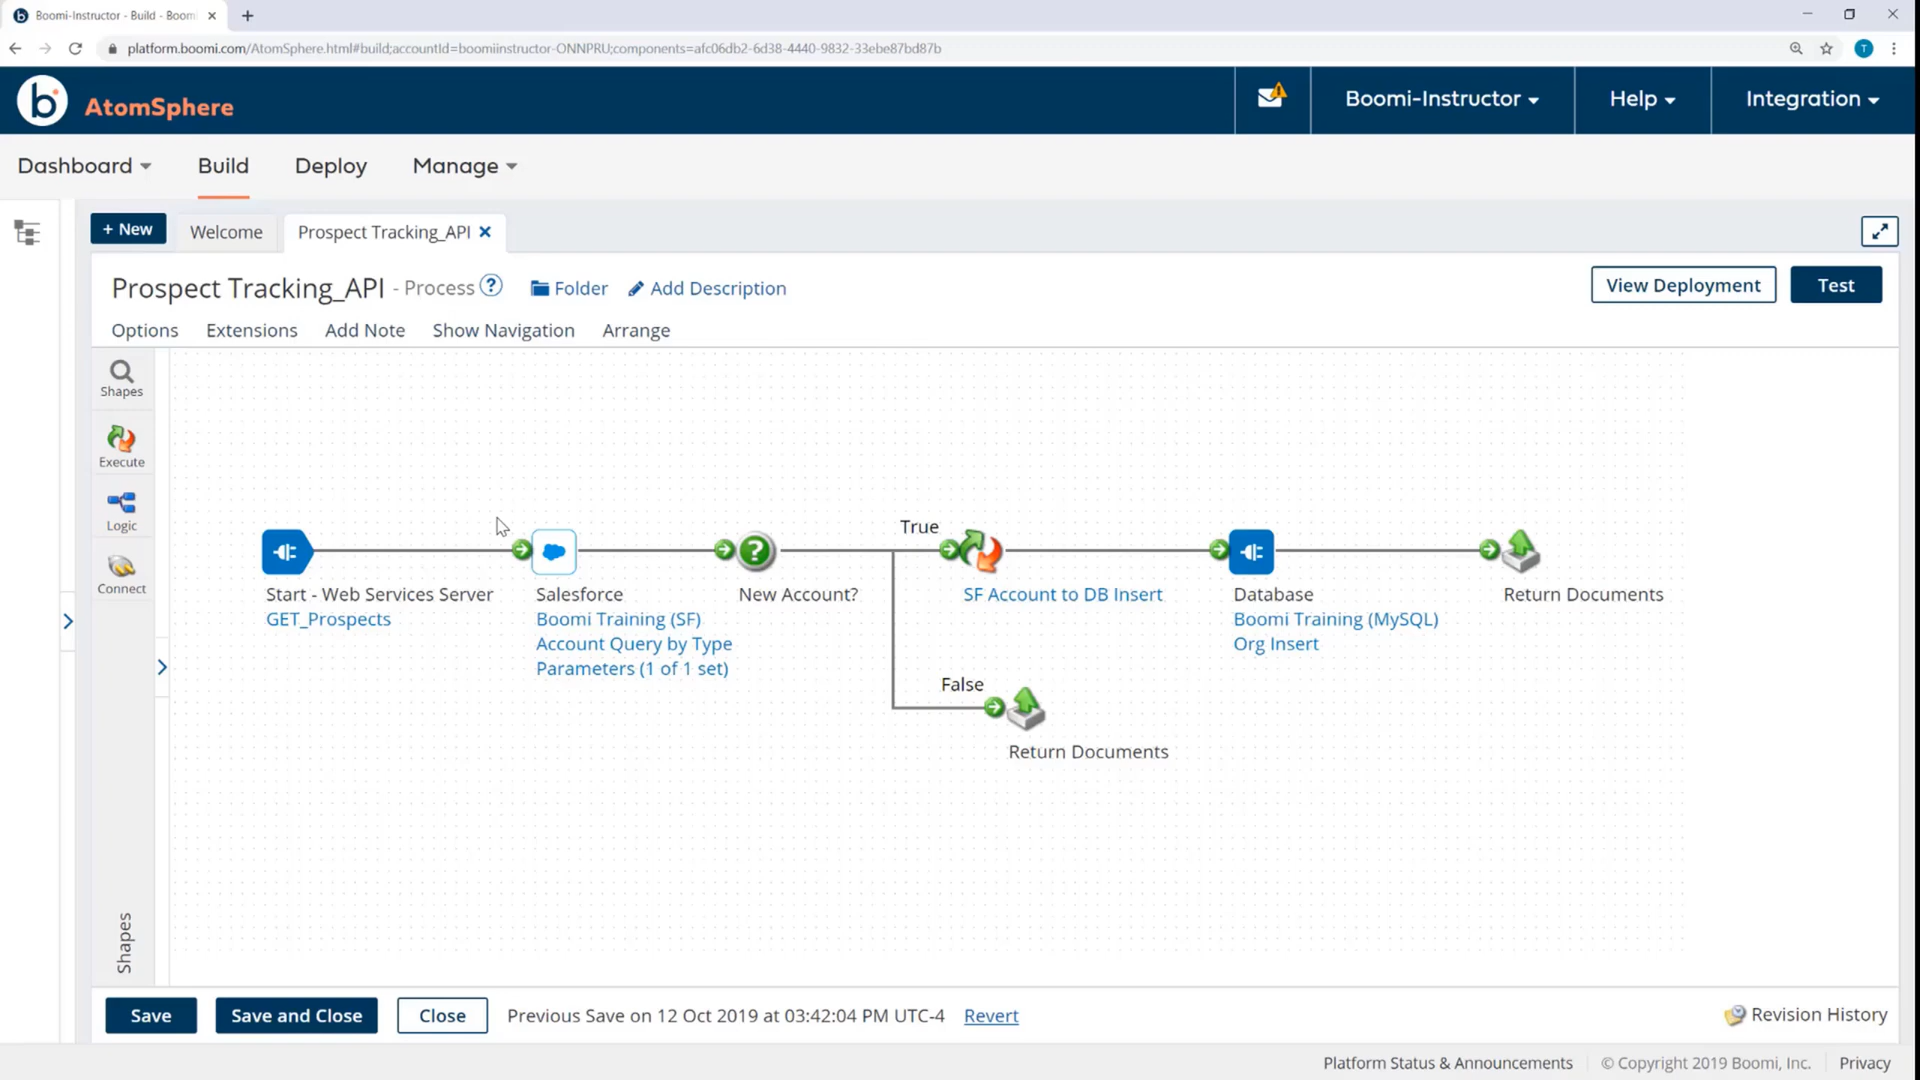 Boomi-Instructor - Build - Boom
platform.boomi.com/AtomSphere.html#build;accountId=boomiinstructor-ONNPRU;components=afc06db2-6d38-4440-9832-33ebe87bd87b
T
b AtomSphere
Boomi-Instructor
Help
Integration
Dashboard
Build
Deploy
Manage
+ New
Welcome
Prospect Tracking_API
Prospect Tracking_API - Process ?
Folder
Add Description
View Deployment
Test
Options
Extensions
Add Note
Show Navigation
Arrange
Shapes
Execute
Logic
Connect
Shapes
True
Start - Web Services Server
GET_Prospects
Salesforce
Boomi Training (SF)
Account Query by Type
Parameters (1 of 1 set)
?
New Account?
SF Account to DB Insert
Database
Boomi Training (MySQL)
Org Insert
Return Documents
False
Return Documents
Save
Save and Close
Close
Previous Save on 12 Oct 2019 at 03:42:04 PM UTC-4
Revert
Revision History
Platform Status & Announcements
© Copyright 2019 Boomi, Inc.
Privacy